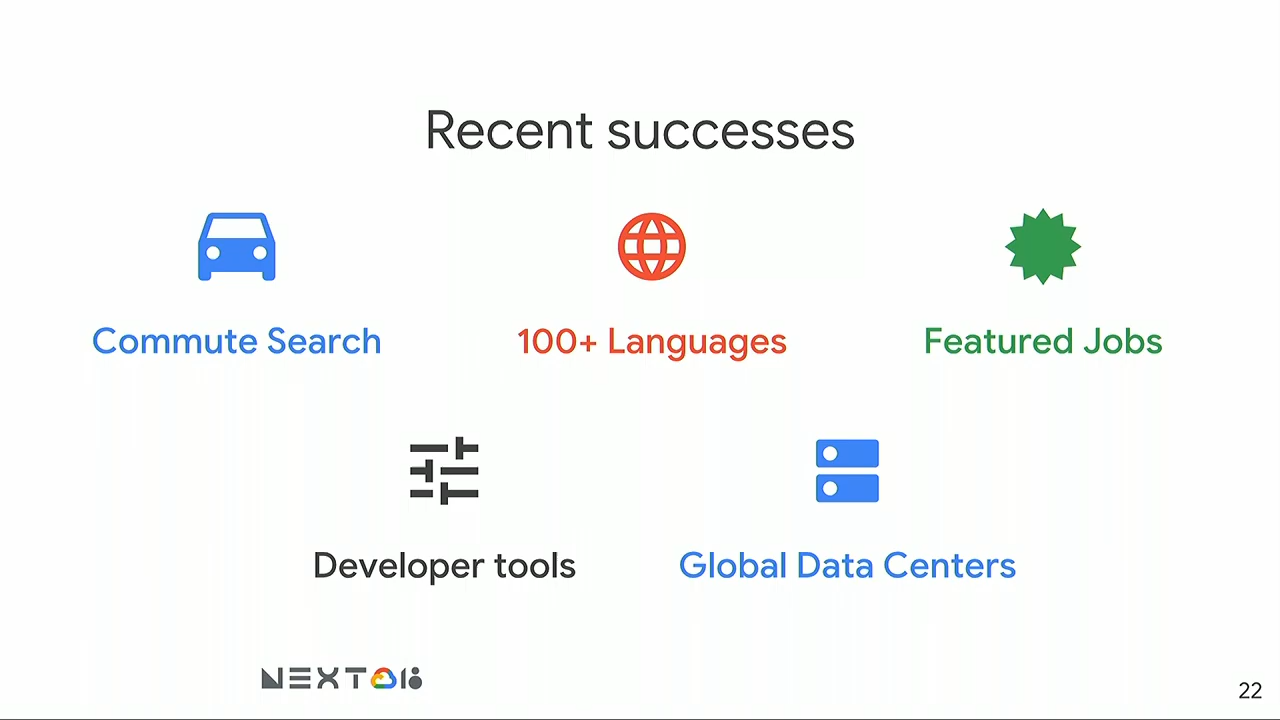 Recent successes
Commute Search
100+ Languages
Featured Jobs
Developer tools
Global Data Centers
NEXT 18
22